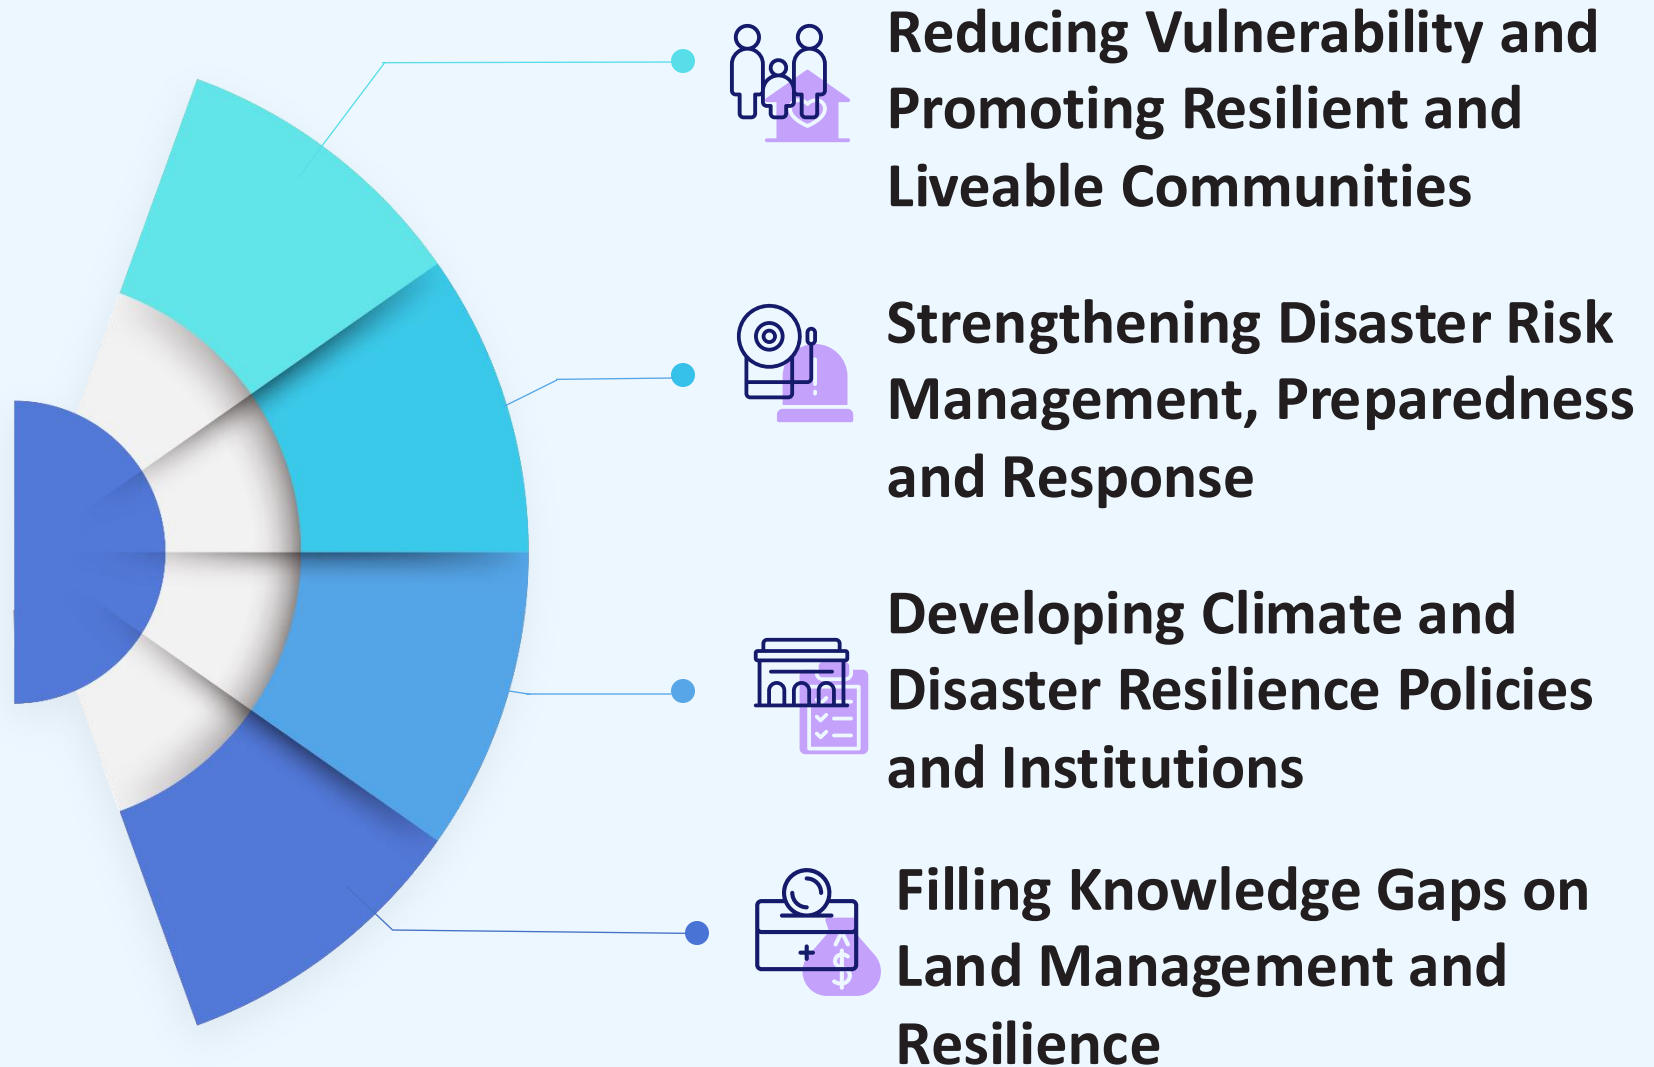 Reducing Vulnerability and
Promoting Resilient and
Liveable Communities
Strengthening Disaster Risk
Management, Preparedness
and Response
Developing Climate and
Disaster Resilience Policies
and Institutions
Filling Knowledge Gaps on
Land Management and
Resilience